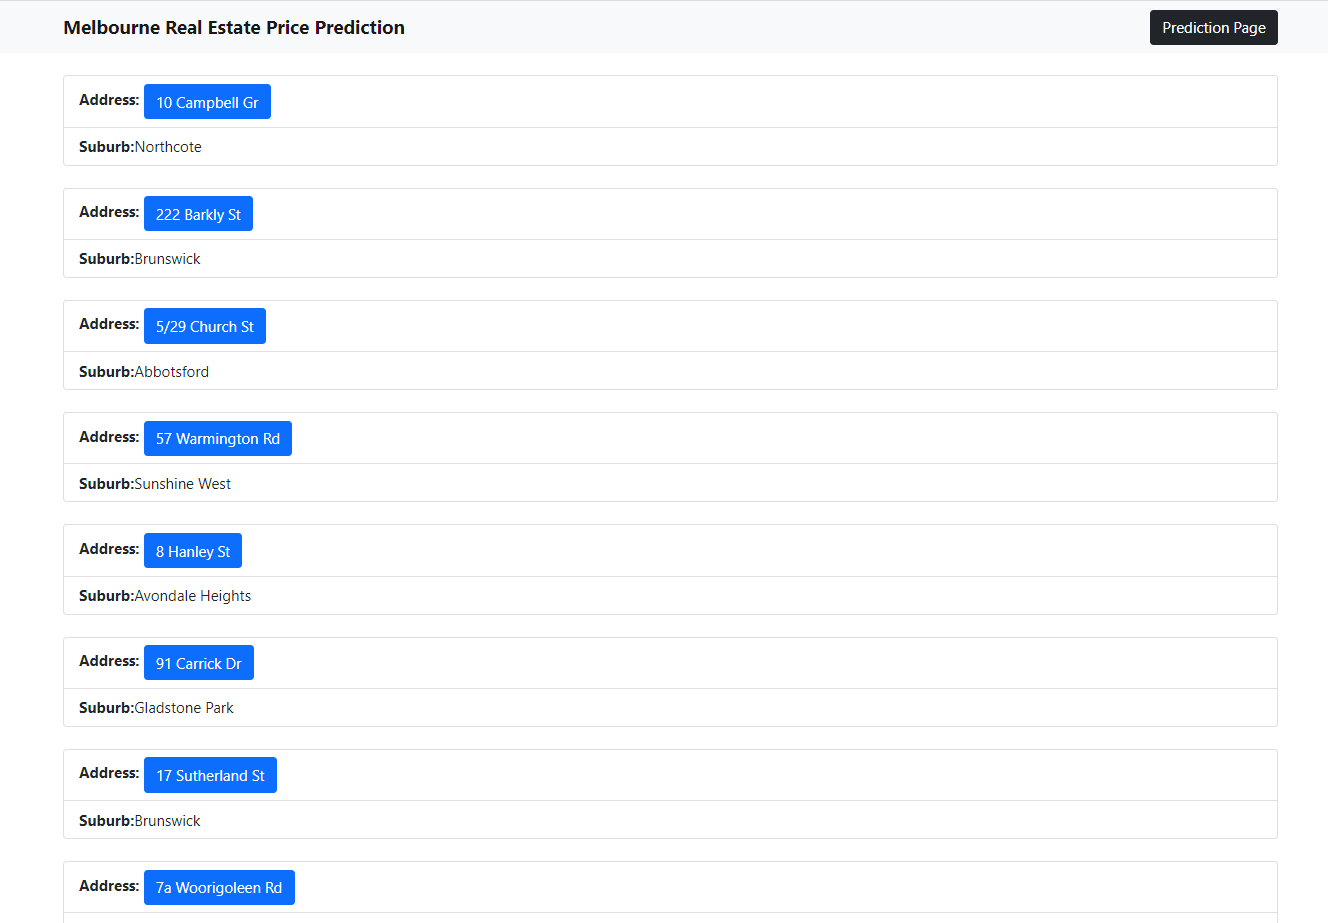 Melbourne Real Estate Price Prediction Prediction Page
Address: 10 Campbell Gr
Suburb:Northcote
Address: 222 Barkly St
Suburb:Brunswick
Address: 5/29 Church St
Suburb:Abbotsford
Address: 57 Warmington Rd
Suburb:Sunshine West
Address: 8 Hanley St
Suburb:Avondale Heights
Address: 91 Carrick Dr
Suburb:Gladstone Park
Address: 17 Sutherland St
Suburb:Brunswick
Address: 7a Woorigoleen Rd